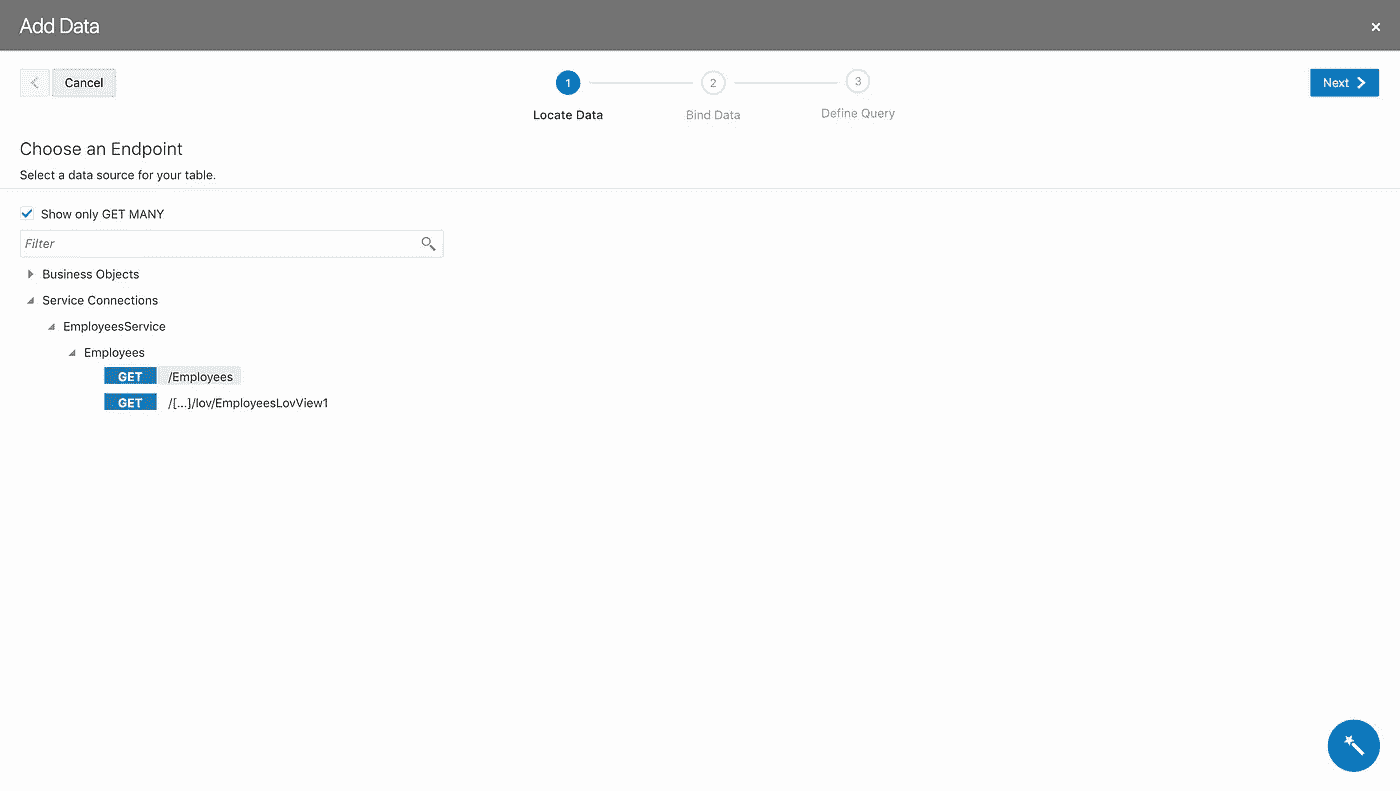 Add Data
Cancel
1
2
3
Next
Locate Data
Bind Data
Define Query
Choose an Endpoint
Select a data source for your table.
Show only GET MANY
Filter
Business Objects
Service Connections
EmployeesService
Employees
GET /Employees
GET /[...]/lov/EmployeesLovView1